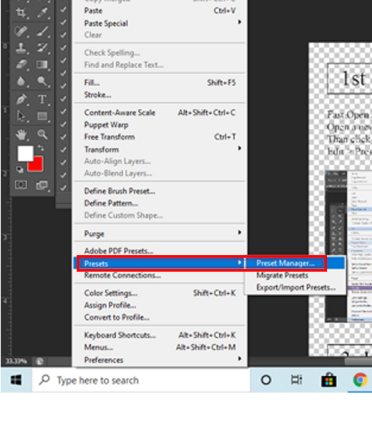 Paste Ctrl+V
Paste Special
Clear
Check Spelling...
Find and Replace Text...
Fill... Shift+F5
Stroke...
Content-Aware Scale Alt+Shift+Ctrl+C
Puppet Warp
Free Transform Ctrl+T
Transform
Auto-Align Layers...
Auto-Blend Layers...
Define Brush Preset...
Define Pattern...
Define Custom Shape...
Purge
Adobe PDF Presets...
Presets
Remote Connections...
Color Settings... Shift+Ctrl+K
Assign Profile...
Convert to Profile...
Keyboard Shortcuts... Alt+Shift+Ctrl+K
Menus... Alt+Shift+Ctrl+M
Preferences
Preset Manager...
Migrate Presets
Export/Import Presets...
1st
Fast Open
Open a new
Than click
Edit - Pres
33.33%
Type here to search